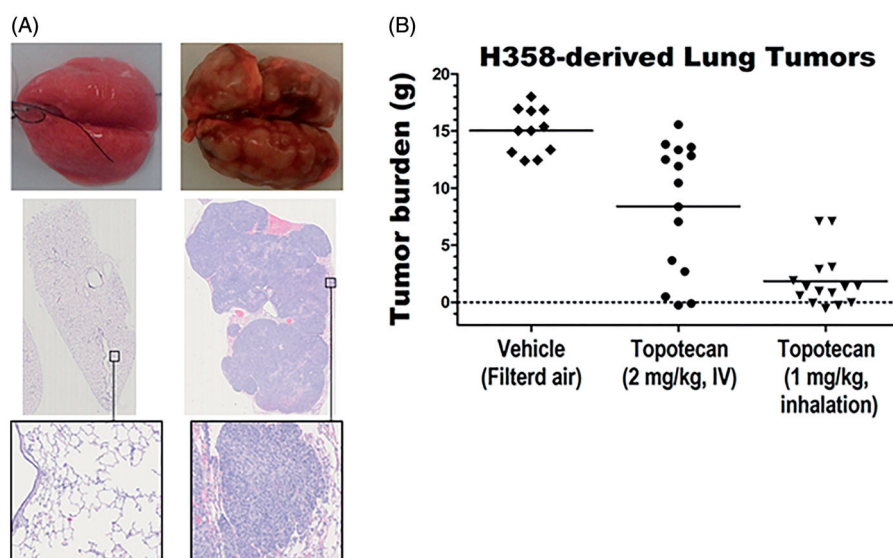 (A)
(B)
H358-derived Lung Tumors
Tumor burden (g)
20
15
10
5
0
Vehicle
(Filterd air)
Topotecan
(2 mg/kg, IV)
Topotecan
(1 mg/kg,
inhalation)